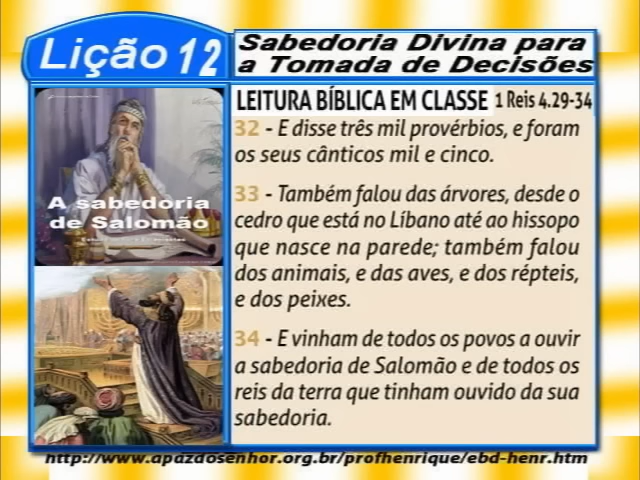 Lição 12
Sabedoria Divina para
a Tomada de Decisões
LEITURA BÍBLICA EM CLASSE 1 Reis 4.29-34
32 - E disse três mil provérbios, e foram
os seus cânticos mil e cinco.
33 - Também falou das árvores, desde o
cedro que está no Líbano até ao hissopo
que nasce na parede; também falou
dos animais, e das aves, e dos répteis,
e dos peixes.
34 - E vinham de todos os povos a ouvir
a sabedoria de Salomão e de todos os
reis da terra que tinham ouvido da sua
sabedoria.
A sabedoria
de Salomão
http://www.apazdosenhor.org.br/profhenrique/ebd-henr.htm